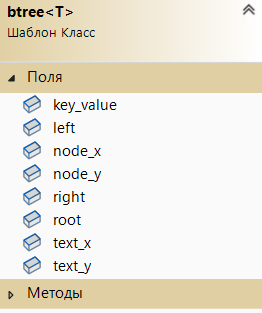 btree<T>
Шаблон Класс
Поля
key_value
left
node_x
node_y
right
root
text_x
text_y
Методы